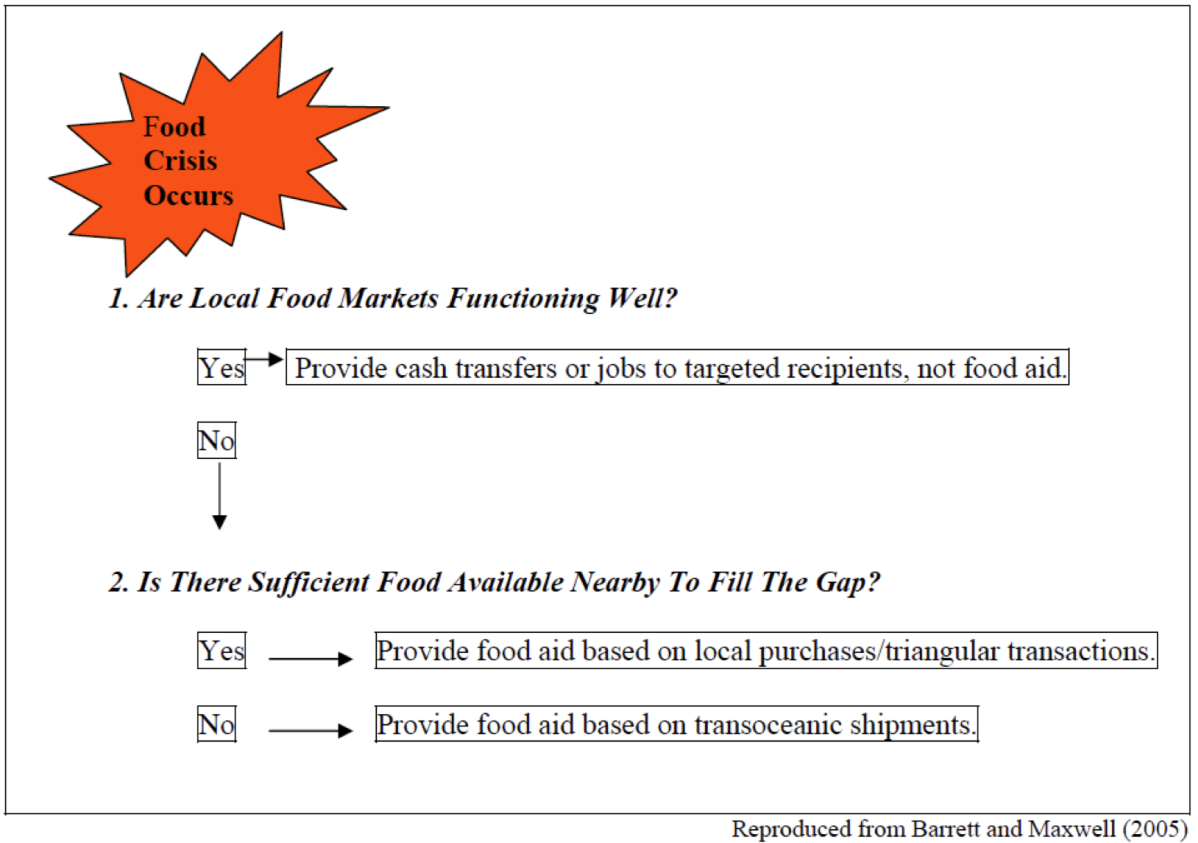 Food
Crisis
Occurs
1. Are Local Food Markets Functioning Well?
Yes
Provide cash transfers or jobs to targeted recipients, not food aid.
No
2. Is There Sufficient Food Available Nearby To Fill The Gap?
Yes
Provide food aid based on local purchases/triangular transactions.
No
Provide food aid based on transoceanic shipments.
Reproduced from Barrett and Maxwell (2005)